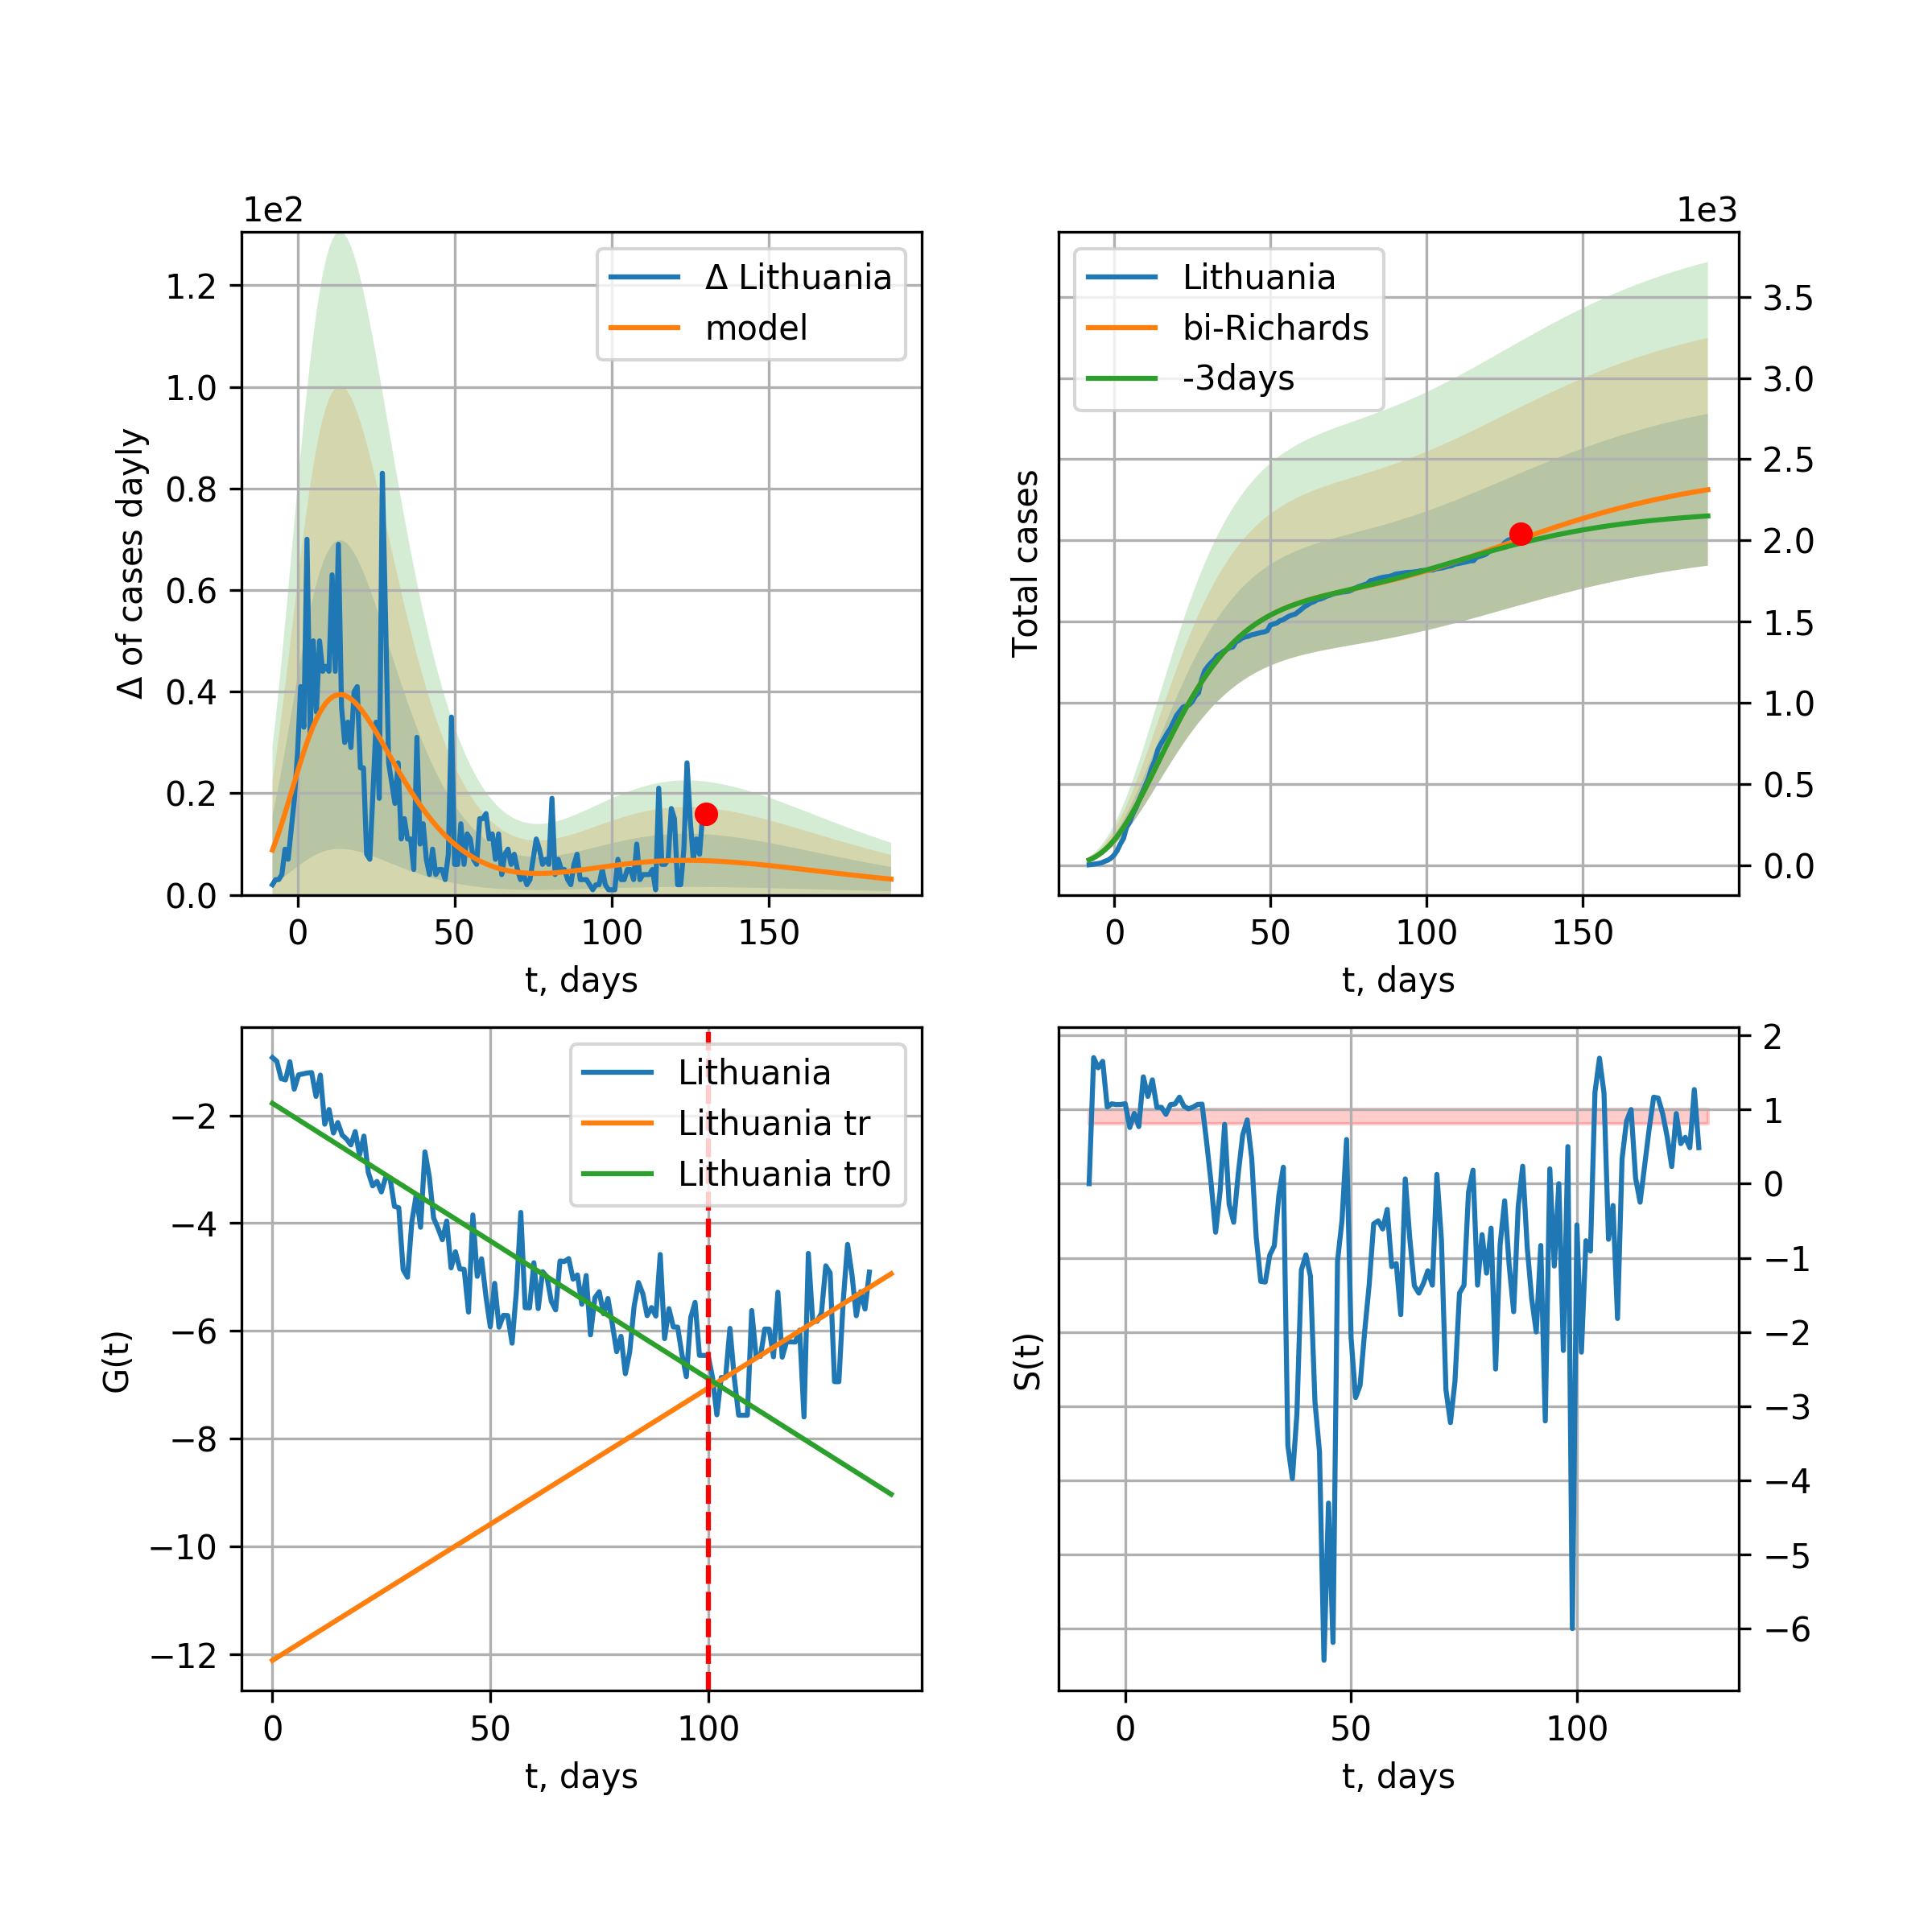 1e2
Δ of cases dayly
1.2
1.0
0.8
0.6
0.4
0.2
0.0
Δ Lithuania
model
0 50 100 150
t, days
1e3
Total cases
Lithuania
bi-Richards
-3days
3.5
3.0
2.5
2.0
1.5
1.0
0.5
0.0
0 50 100 150
t, days
G(t)
−2
−4
−6
−8
−10
−12
Lithuania
Lithuania tr
Lithuania tr0
0 50 100
t, days
S(t)
2
1
0
−1
−2
−3
−4
−5
−6
0 50 100
t, days